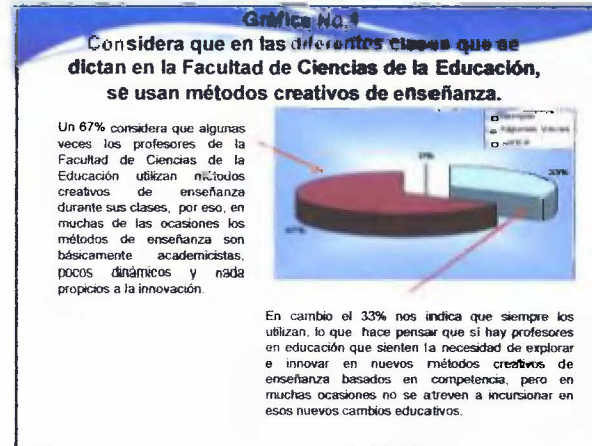 Gráfica No.
Considera que en las diferentes clases que se
dictan en la Facultad de Ciencias de la Educación,
se usan métodos creativos de enseñanza.
Un 67% considera que algunas
veces los profesores de la
Facultad de Ciencias de la
Educación utilizan métodos
creativos de enseñanza
durante sus clases, por eso, en
muchas de las ocasiones los
métodos de enseñanza son
básicamente academicistas,
pocos dinámicos y nada
propicios a la innovación.
Siempre
Algunas Veces
Nunca
0%
33%
67%
En cambio el 33% nos indica que siempre los
utilizan, lo que hace pensar que si hay profesores
en educación que sienten la necesidad de explorar
e innovar en nuevos métodos creativos de
enseñanza basados en competencia, pero en
muchas ocasiones no se atreven a incursionar en
esos nuevos cambios educativos.